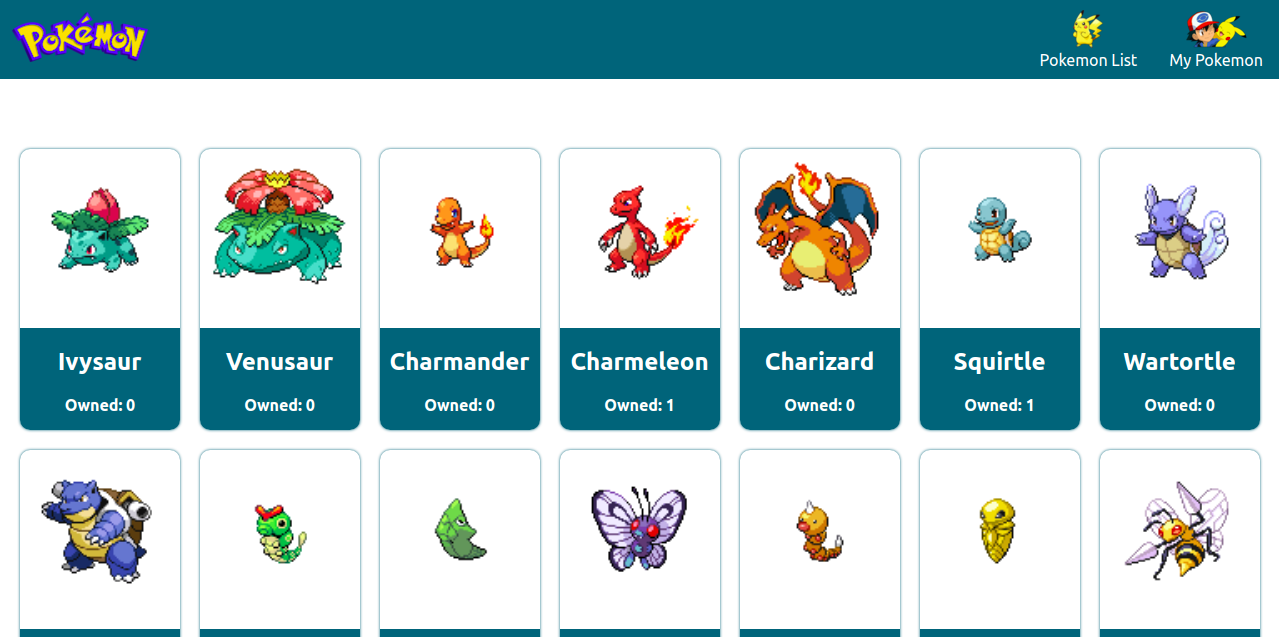 Pokémon
Pokemon List
My Pokemon
Ivysaur
Venusaur
Charmander
Charmeleon
Charizard
Squirtle
Wartortle
Owned: 0
Owned: 0
Owned: 0
Owned: 1
Owned: 0
Owned: 1
Owned: 0